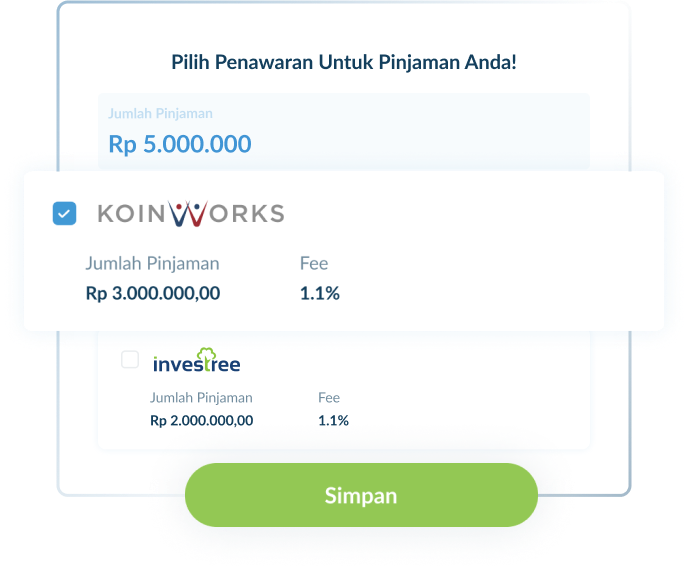 Pilih Penawaran Untuk Pinjaman Anda!
Jumlah Pinjaman
Rp 5.000.000
KOINWORKS
Jumlah Pinjaman Fee
Rp 3.000.000,00 1.1%
investree
Jumlah Pinjaman Fee
Rp 2.000.000,00 1.1%
Simpan